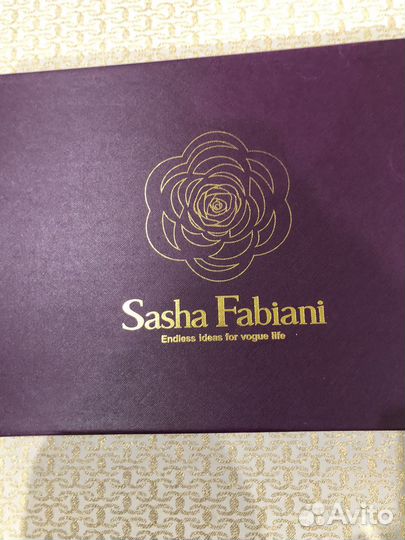 Sasha Fabiani
Endless ideas for vogue life
Avito